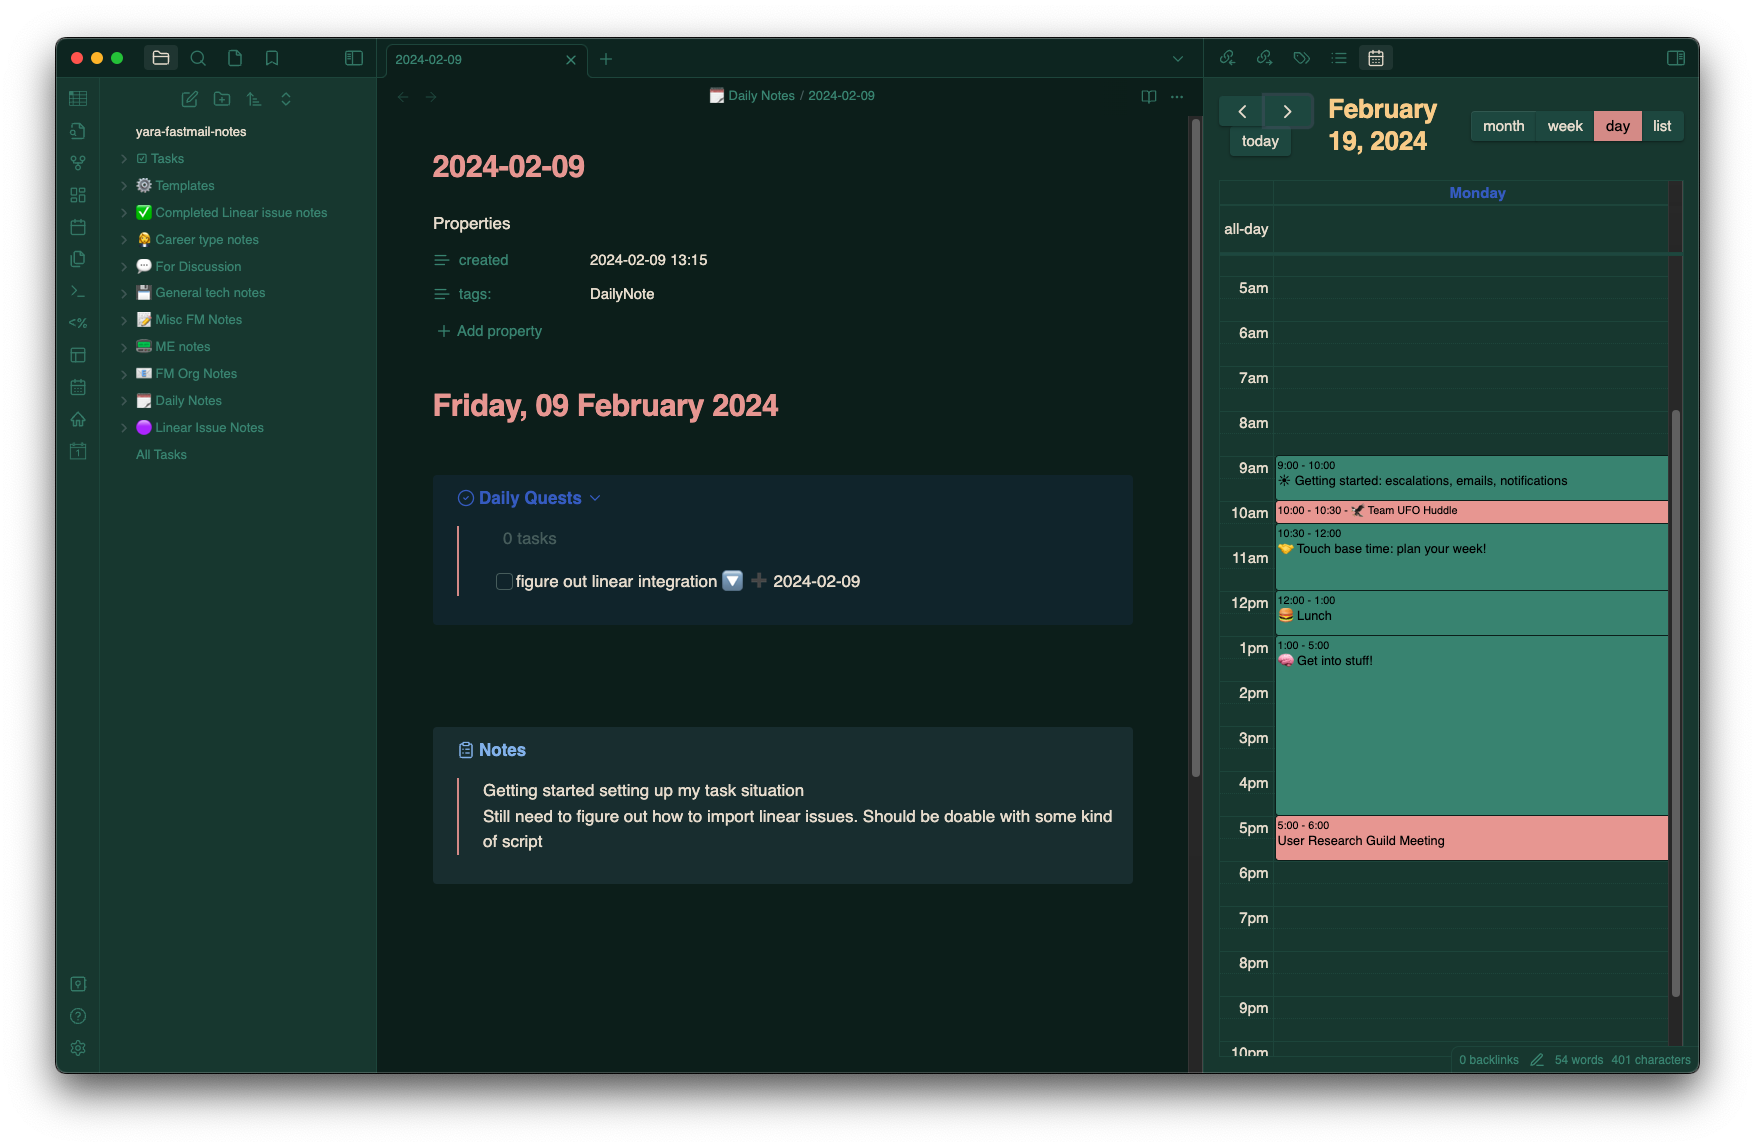 yara-fastmail-notes
Tasks
Templates
Completed Linear issue notes
Career type notes
For Discussion
General tech notes
Misc FM Notes
ME notes
FM Org Notes
Daily Notes
Linear Issue Notes
All Tasks
<%
1
2024-02-09
Daily Notes / 2024-02-09
2024-02-09
Properties
created 2024-02-09 13:15
tags: DailyNote
Add property
Friday, 09 February 2024
Daily Quests
0 tasks
figure out linear integration 🔽 ➕ 2024-02-09
Notes
Getting started setting up my task situation
Still need to figure out how to import linear issues. Should be doable with some kind
of script
today
February
19, 2024
month week day list
Monday
all-day
5am
6am
7am
8am
9am
9:00 - 10:00
☀ Getting started: escalations, emails, notifications
10am
10:00 - 10:30 - Team UFO Huddle
10:30 - 12:00
🤝 Touch base time: plan your week!
11am
12pm
12:00 - 1:00
🍔 Lunch
1pm
1:00 - 5:00
🧠 Get into stuff!
2pm
3pm
4pm
5pm
5:00 - 6:00
User Research Guild Meeting
6pm
7pm
8pm
9pm
10pm
0 backlinks 54 words 401 characters